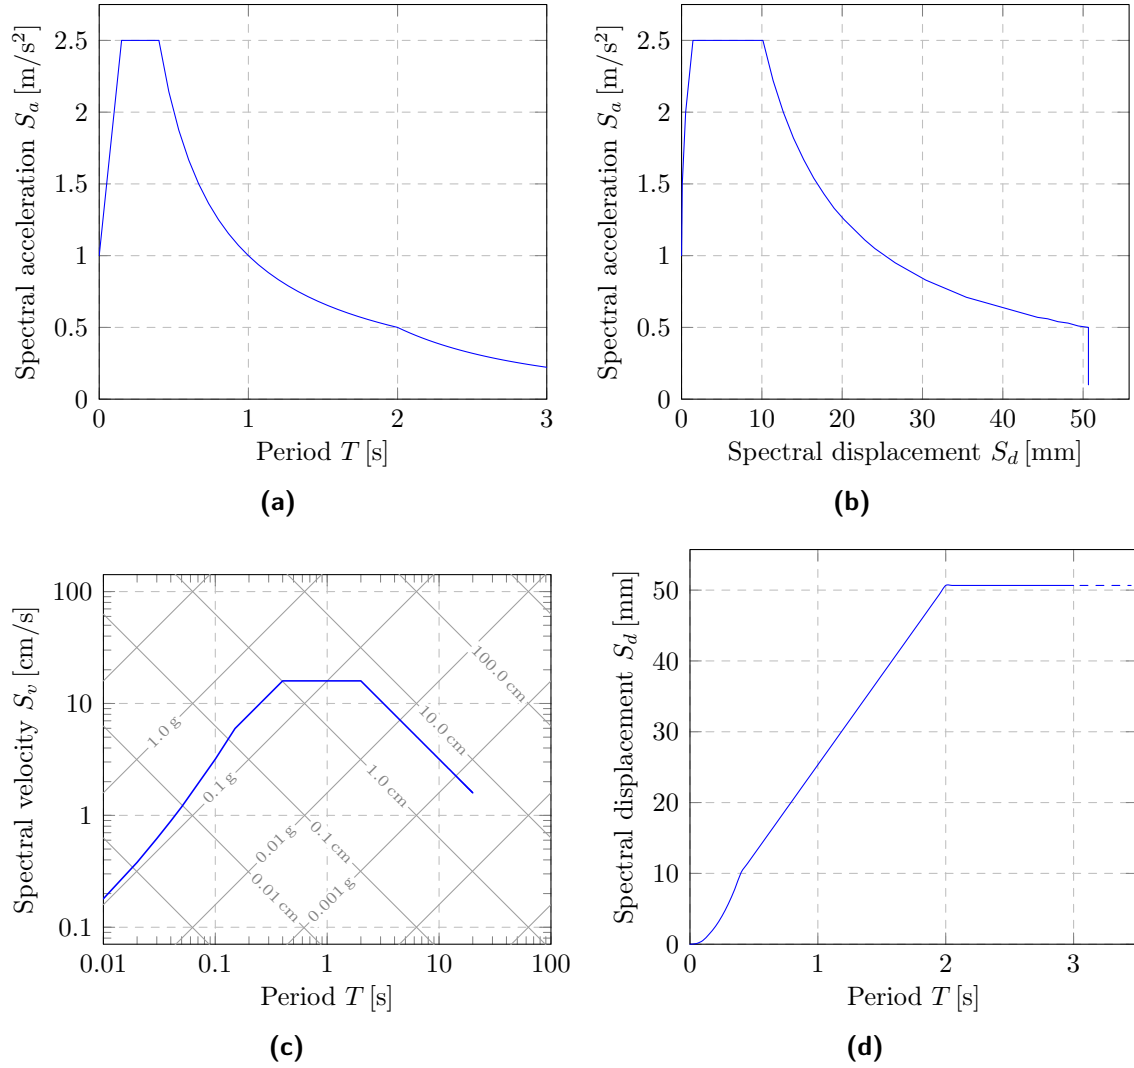 Spectral acceleration S_a [m/s²]
2.5
2
1.5
1
0.5
0
0 1 2 3
Period T [s]
(a)
Spectral acceleration S_a [m/s²]
2.5
2
1.5
1
0.5
0
0 10 20 30 40 50
Spectral displacement S_d [mm]
(b)
Spectral velocity S_v [cm/s]
100
10
1
0.1
100.0 cm
10.0 cm
1.0 g
1.0 cm
0.1 g
0.1 cm
0.01 g
0.01 cm
0.001 g
0.01 0.1 1 10 100
Period T [s]
(c)
Spectral displacement S_d [mm]
50
40
30
20
10
0
0 1 2 3
Period T [s]
(d)